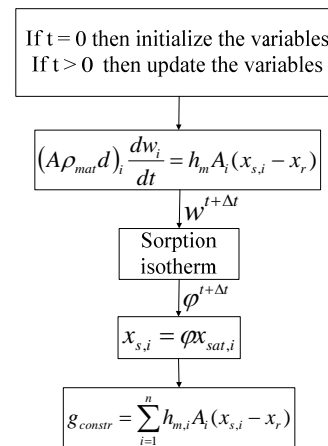 If t = 0 then initialize the variables
If t > 0 then update the variables
(Aρ_mat d)_i dw_i/dt = h_m A_i (x_s,i − x_r)
w^t+Δt
Sorption
isotherm
φ^t+Δt
x_s,i = φx_sat,i
g_constr = ∑_i=1^n h_m,i A_i (x_s,i − x_r)